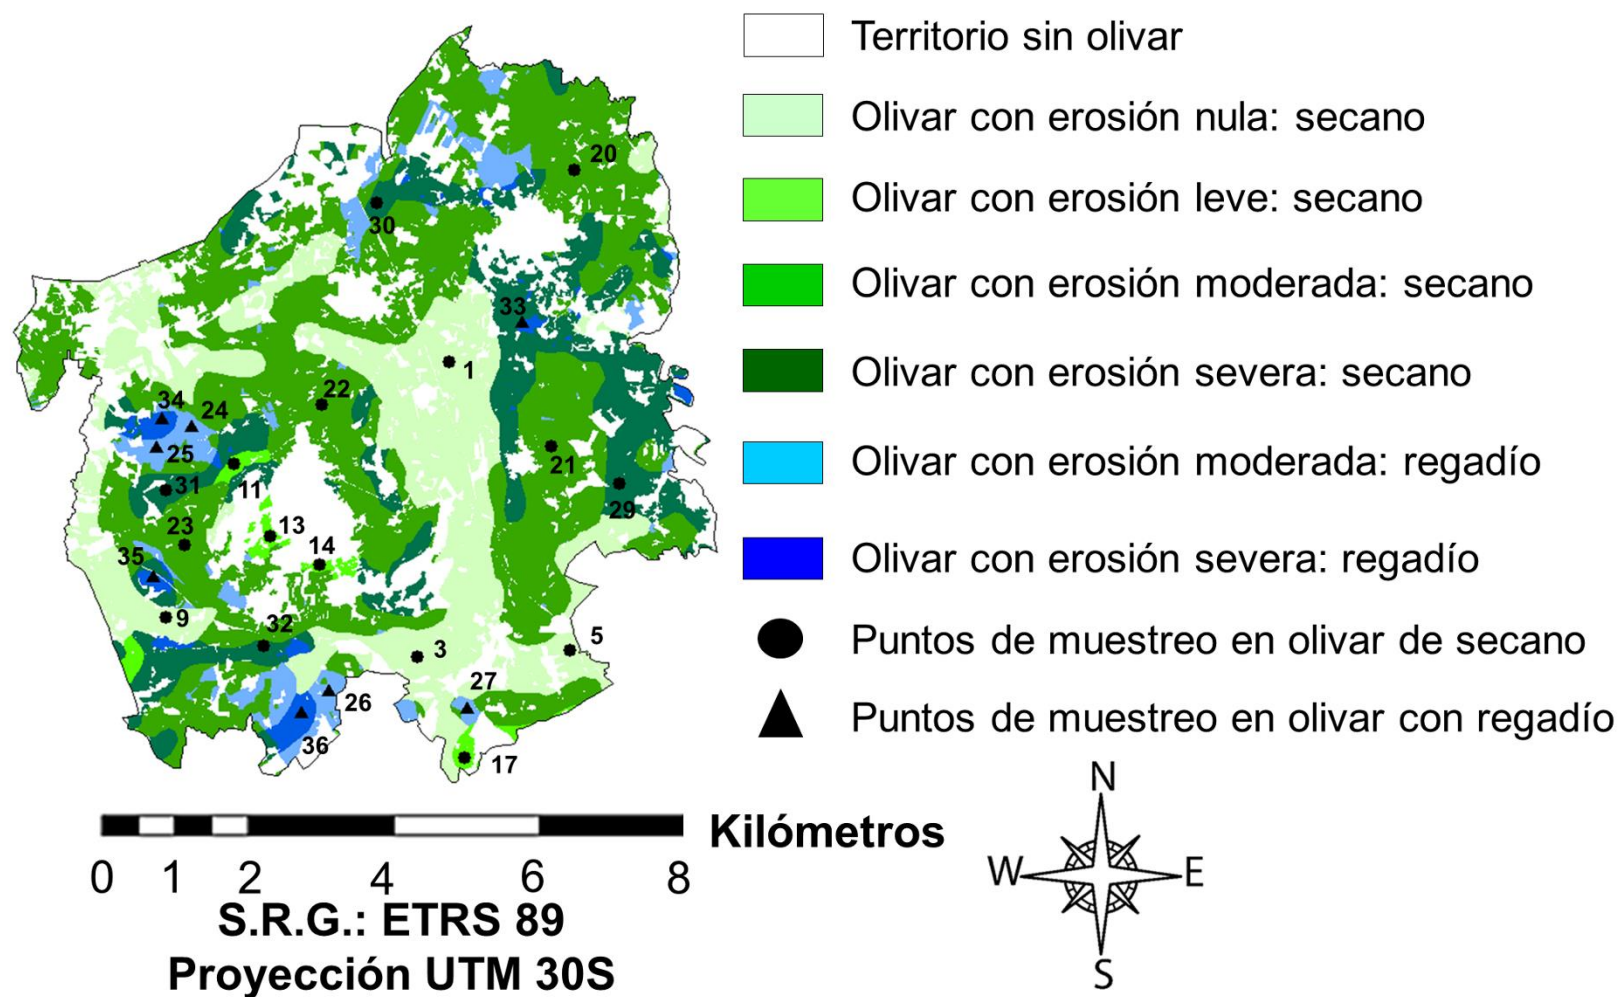 Territorio sin olivar
Olivar con erosión nula: secano
Olivar con erosión leve: secano
Olivar con erosión moderada: secano
Olivar con erosión severa: secano
Olivar con erosión moderada: regadío
Olivar con erosión severa: regadío
Puntos de muestreo en olivar de secano
Puntos de muestreo en olivar con regadío
20
30
33
1
22
34
24
25
21
31
11
29
23
13
14
35
9
32
3
5
27
26
36
17
Kilómetros
0 1 2 4 6 8
S.R.G.: ETRS 89
Proyección UTM 30S
N
W E
S